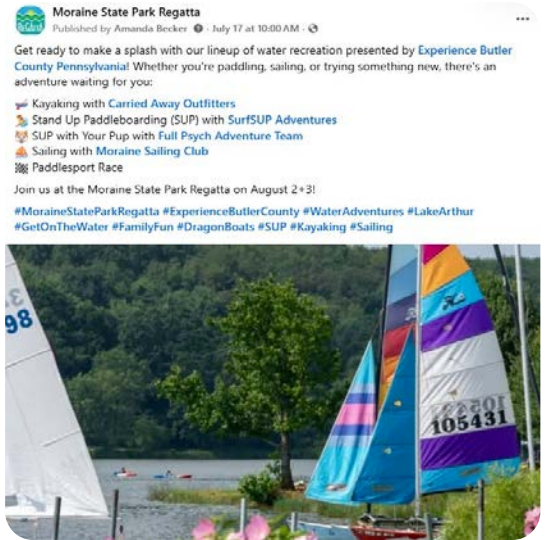 Moraine State Park Regatta
Published by Amanda Becker · July 17 at 10:00 AM ·
Get ready to make a splash with our lineup of water recreation presented by Experience Butler
County Pennsylvania! Whether you're paddling, sailing, or trying something new, there's an
adventure waiting for you:
🛶 Kayaking with Carried Away Outfitters
🏄 Stand Up Paddleboarding (SUP) with SurfSUP Adventures
🐶 SUP with Your Pup with Full Psych Adventure Team
⛵ Sailing with Moraine Sailing Club
🏁 Paddlesport Race
Join us at the Moraine State Park Regatta on August 2+3!
#MoraineStateParkRegatta #ExperienceButlerCounty #WaterAdventures #LakeArthur
#GetOnTheWater #FamilyFun #DragonBoats #SUP #Kayaking #Sailing
98
105431